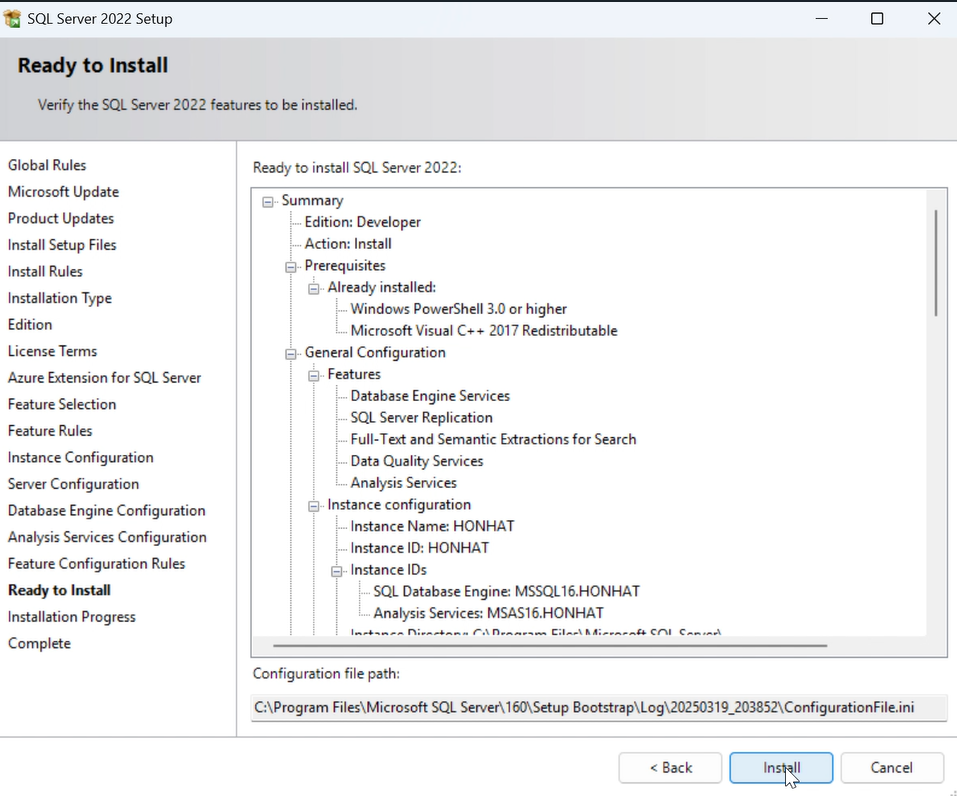 SQL Server 2022 Setup
Ready to Install
Verify the SQL Server 2022 features to be installed.
Global Rules
Microsoft Update
Product Updates
Install Setup Files
Install Rules
Installation Type
Edition
License Terms
Azure Extension for SQL Server
Feature Selection
Feature Rules
Instance Configuration
Server Configuration
Database Engine Configuration
Analysis Services Configuration
Feature Configuration Rules
Ready to Install
Installation Progress
Complete
Ready to install SQL Server 2022:
Summary
Edition: Developer
Action: Install
Prerequisites
Already installed:
Windows PowerShell 3.0 or higher
Microsoft Visual C++ 2017 Redistributable
General Configuration
Features
Database Engine Services
SQL Server Replication
Full-Text and Semantic Extractions for Search
Data Quality Services
Analysis Services
Instance configuration
Instance Name: HONHAT
Instance ID: HONHAT
Instance IDs
SQL Database Engine: MSSQL16.HONHAT
Analysis Services: MSAS16.HONHAT
Instance Directory: C:\Program Files\Microsoft SQL Server\
Configuration file path:
C:\Program Files\Microsoft SQL Server\160\Setup Bootstrap\Log\20250319_203852\ConfigurationFile.ini
< Back
Install
Cancel